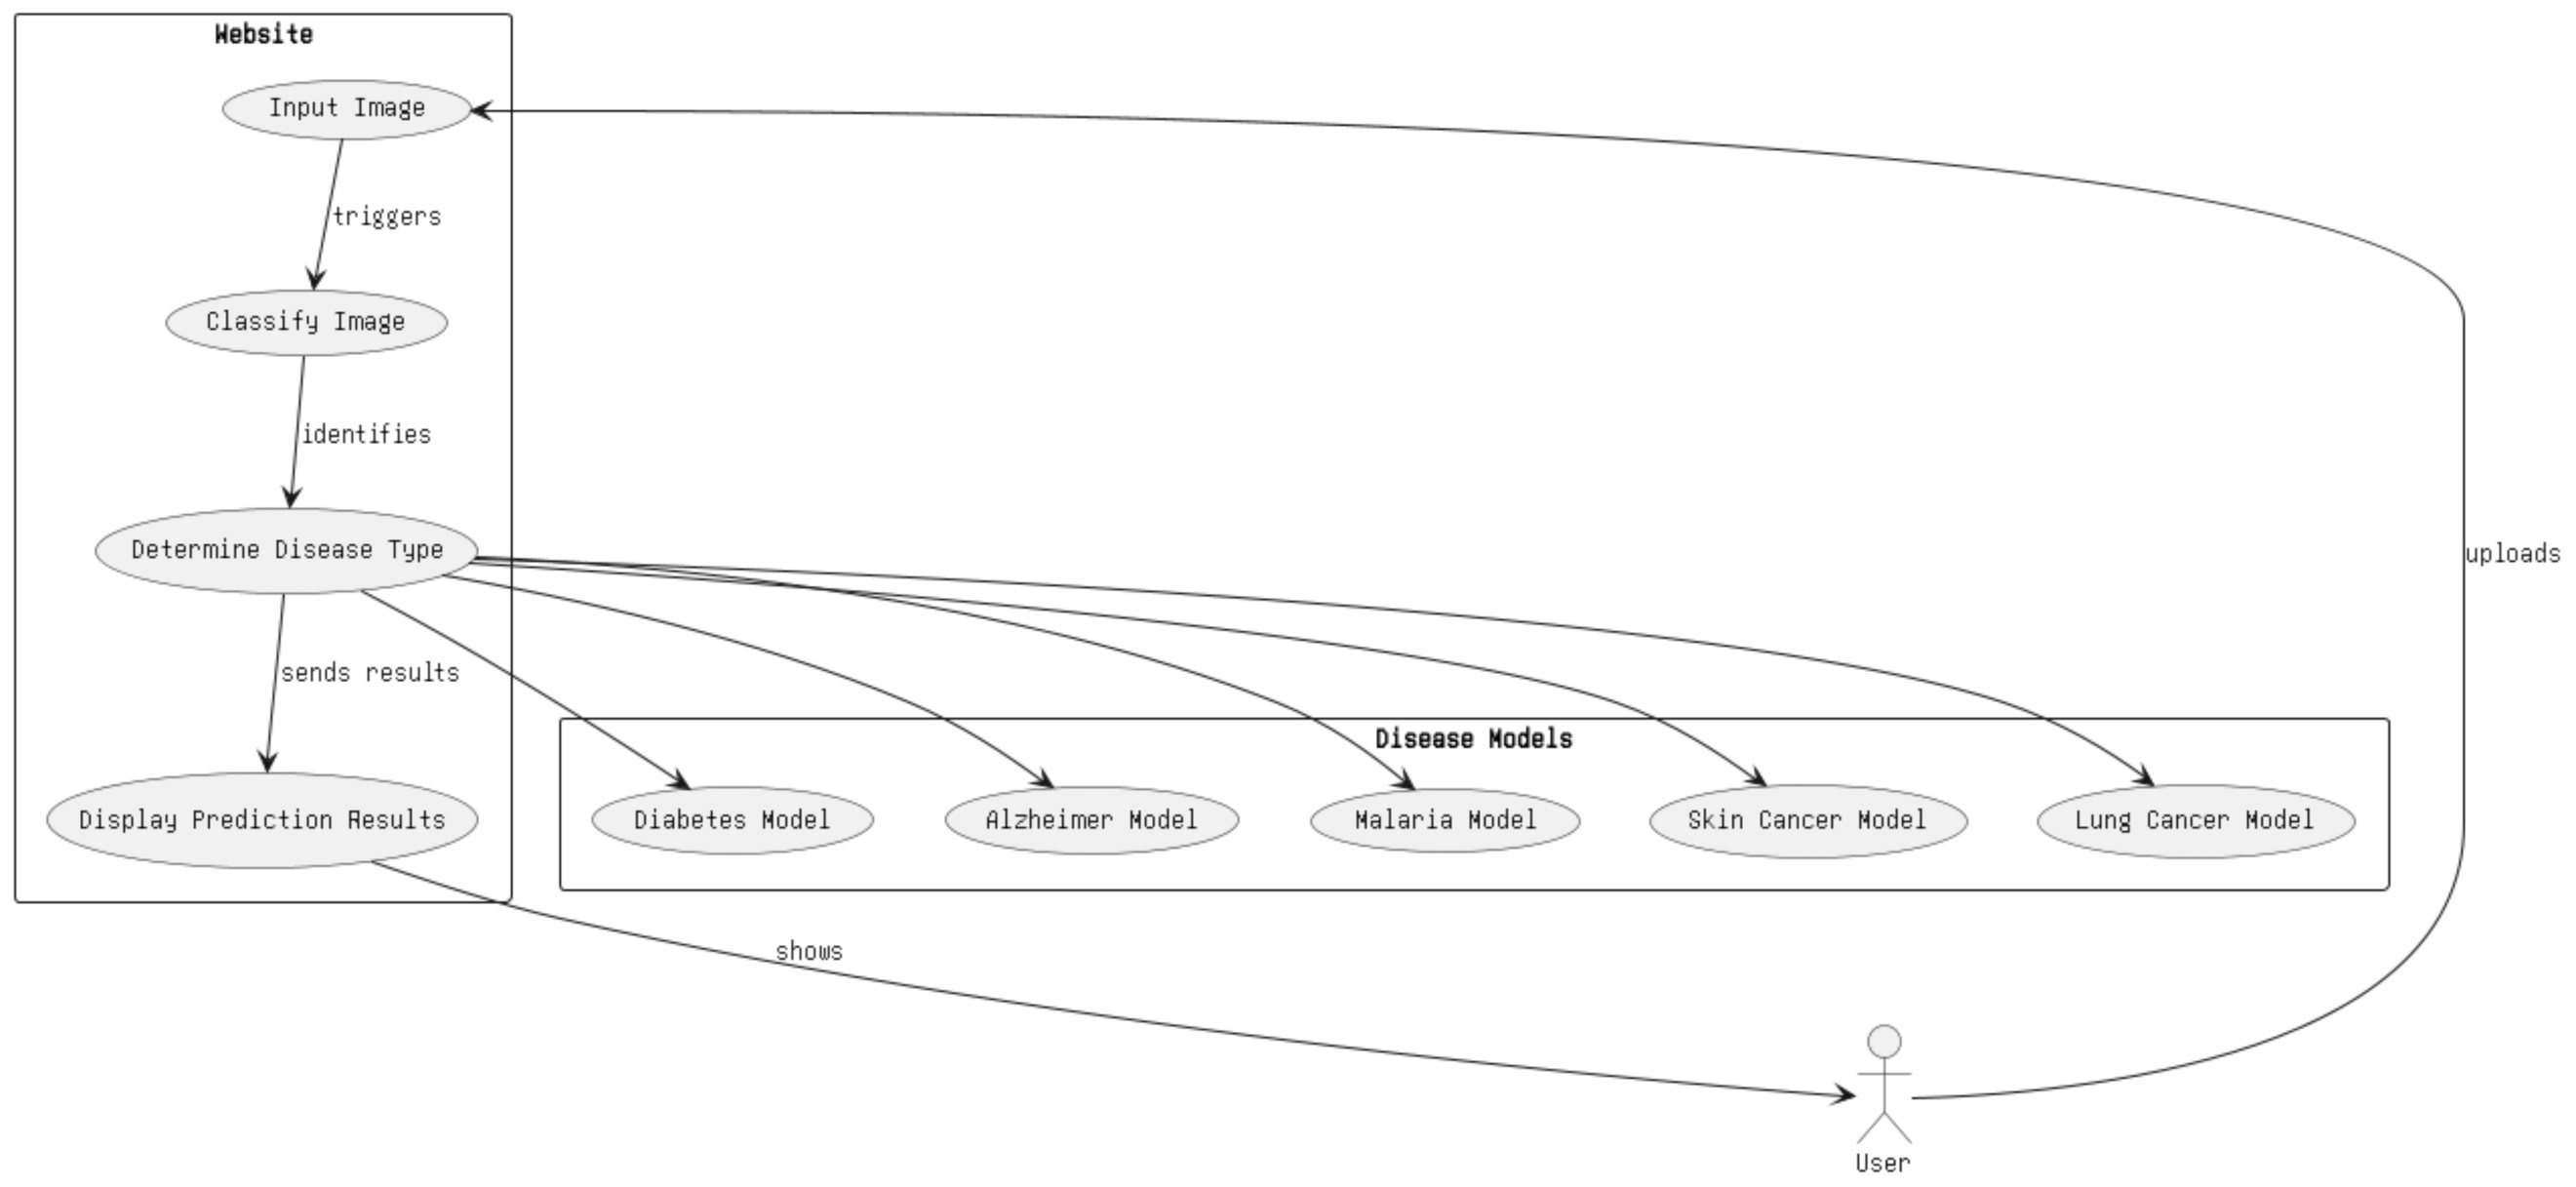 Website
Input Image
triggers
Classify Image
identifies
Determine Disease Type
uploads
sends results
Disease Models
Display Prediction Results
Diabetes Model
Alzheimer Model
Malaria Model
Skin Cancer Model
Lung Cancer Model
shows
User